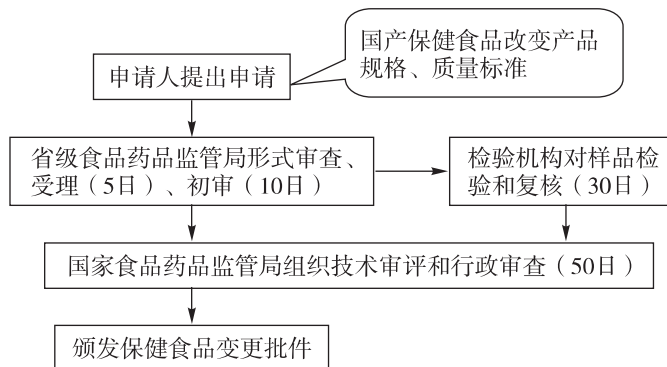 国产保健食品改变产品
规格、质量标准
申请人提出申请
省级食品药品监管局形式审查、
受理（5日）、初审（10日）
检验机构对样品检
验和复核（30日）
国家食品药品监管局组织技术审评和行政审查（50日）
颁发保健食品变更批件